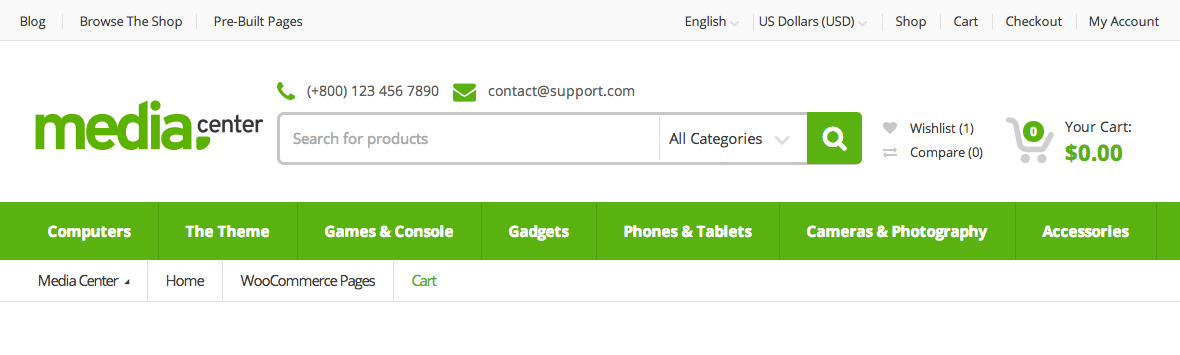 Blog Browse The Shop Pre-Built Pages English US Dollars (USD) Shop Cart Checkout My Account
(+800) 123 456 7890 contact@support.com
media center
Search for products All Categories
Wishlist (1)
Compare (0)
0
Your Cart:
$0.00
Computers The Theme Games & Console Gadgets Phones & Tablets Cameras & Photography Accessories
Media Center Home WooCommerce Pages Cart